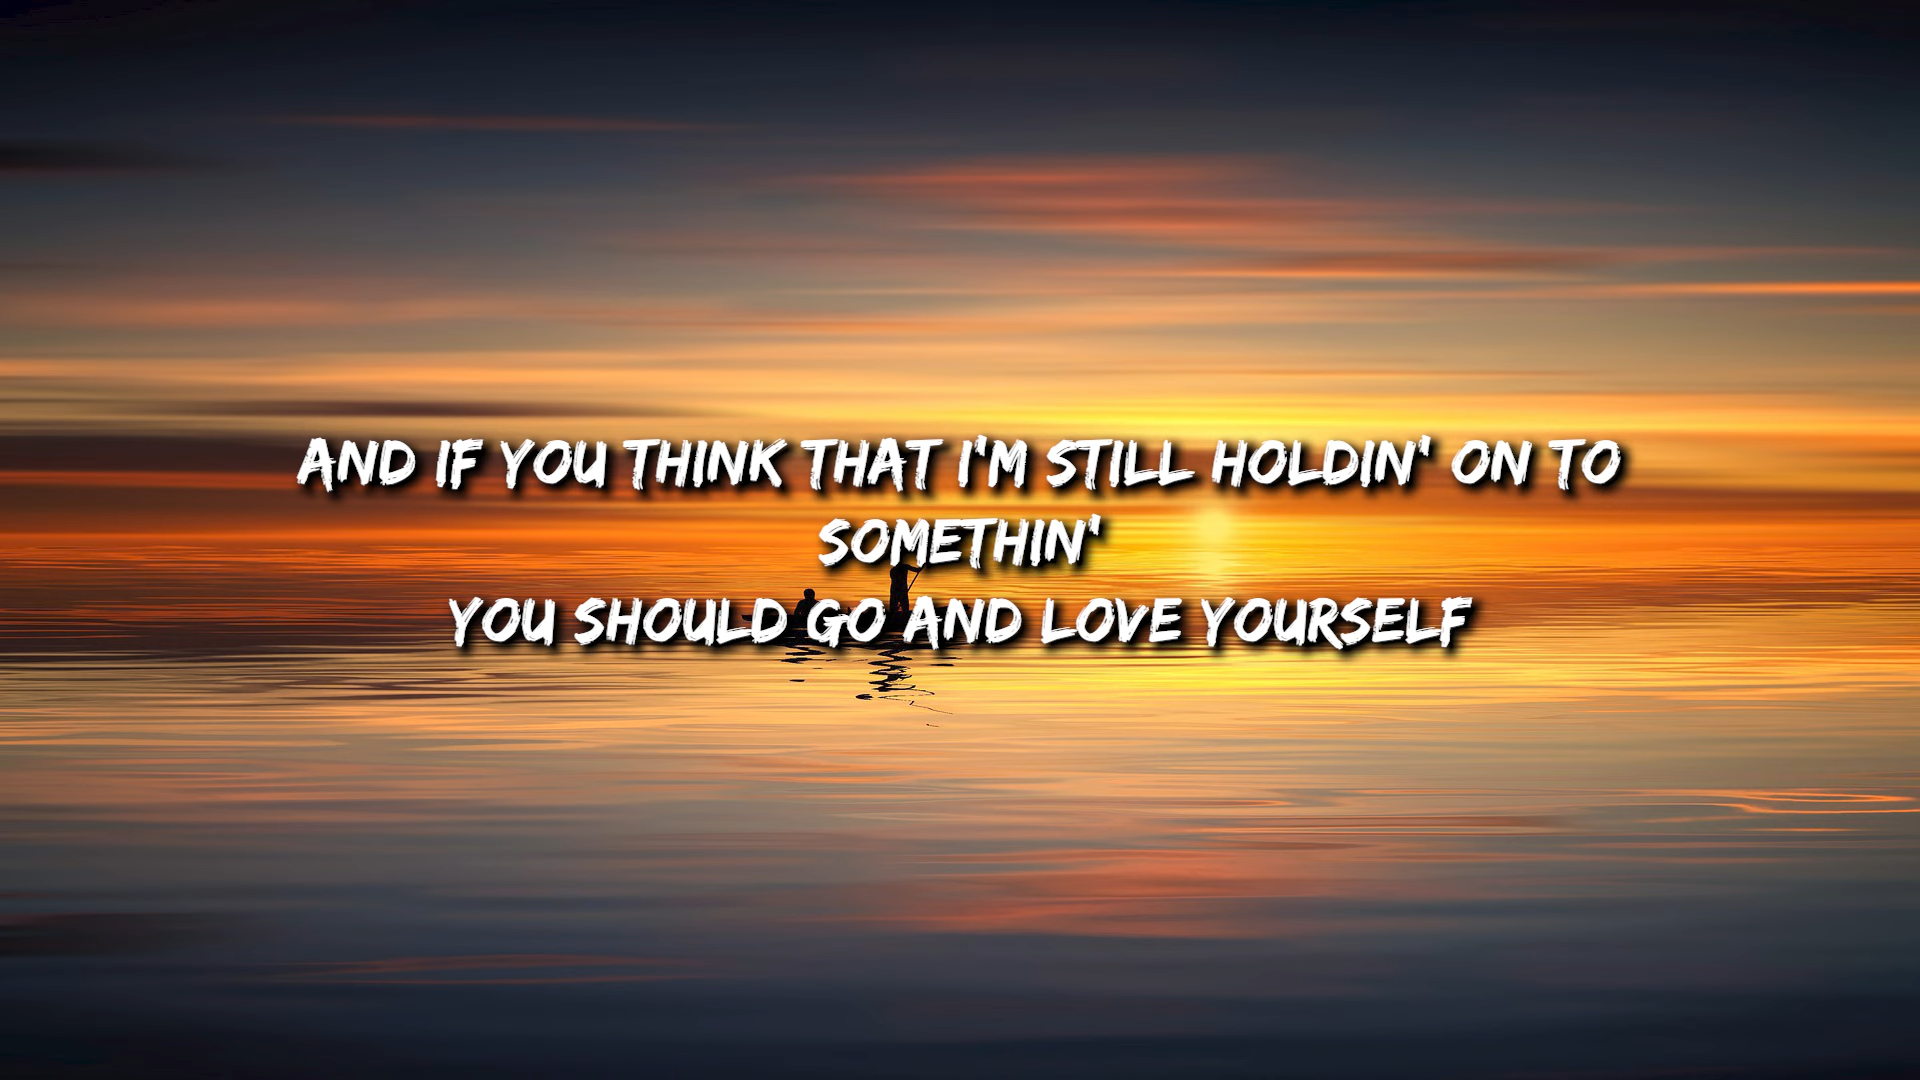 AND IF YOU THINK THAT I'M STILL HOLDIN' ON TO
SOMETHIN'
YOU SHOULD GO AND LOVE YOURSELF